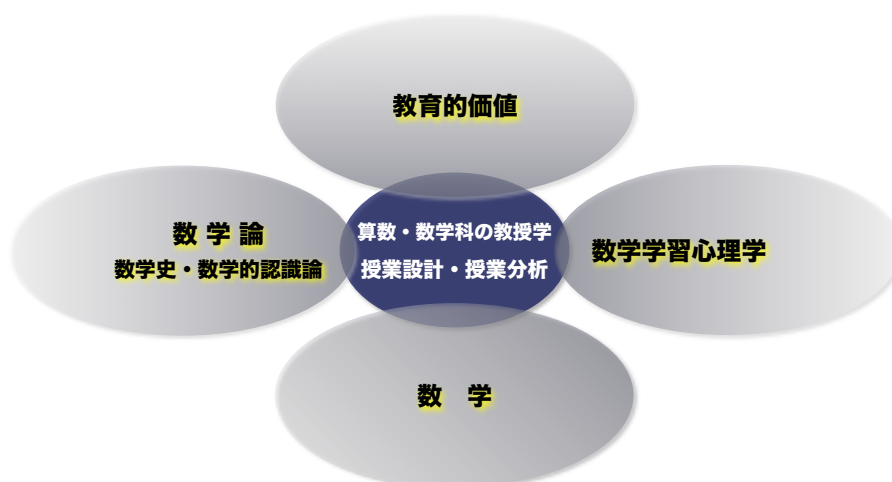 教育的価値
数学論
数学史・数学的認識論
算数・数学科の教授学
授業設計・授業分析
数学学習心理学
数 学